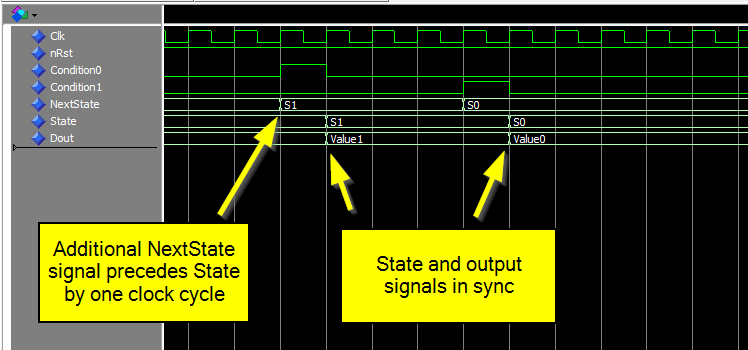 Clk
nRst
Condition0
Condition1
NextState
S1
S0
State
S1
S0
Dout
Value1
Value0
Additional NextState
signal precedes State
by one clock cycle
State and output
signals in sync